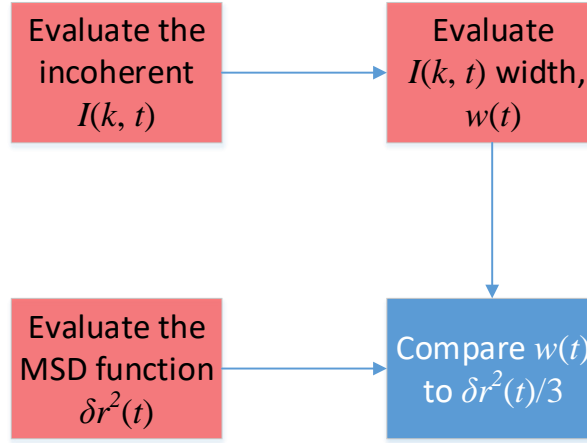 Evaluate the
incoherent
I(k, t)
Evaluate
I(k, t) width,
w(t)
Evaluate the
MSD function
δr²(t)
Compare w(t)
to δr²(t)/3